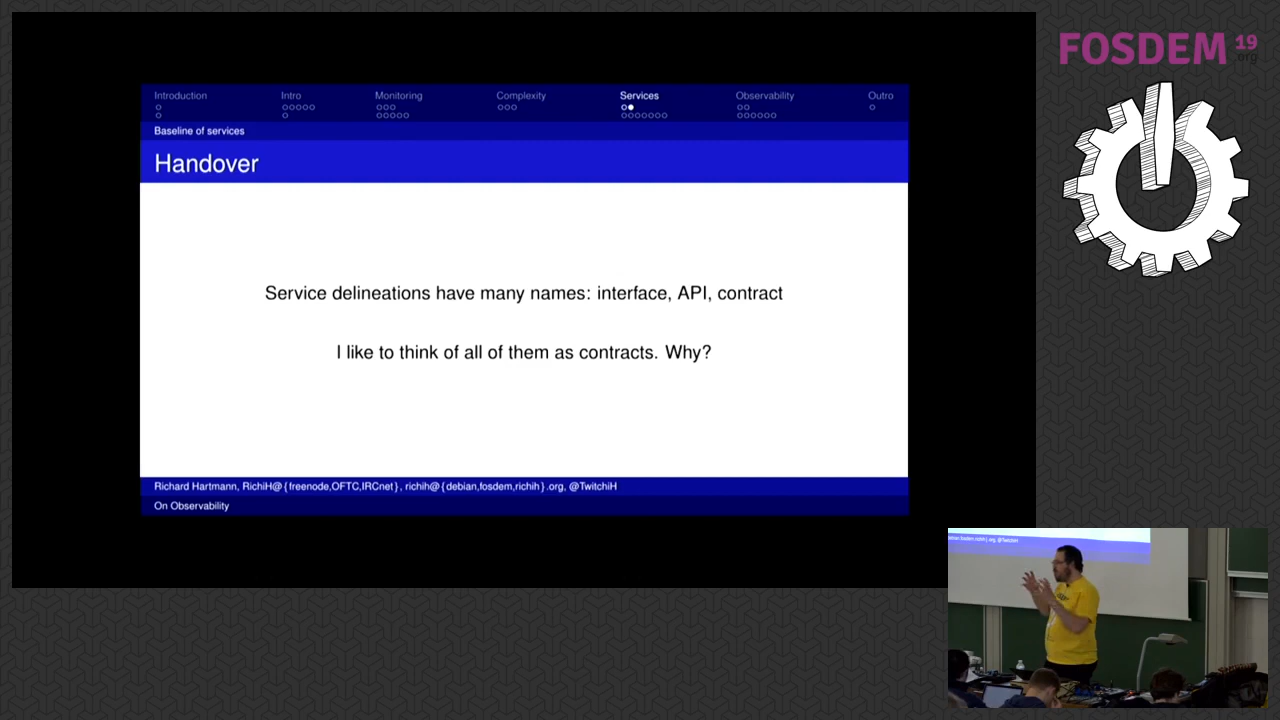 FOSDEM 19
.org
Introduction Intro Monitoring Complexity Services Observability Outro
Baseline of services
Handover
Service delineations have many names: interface, API, contract
I like to think of all of them as contracts. Why?
Richard Hartmann, RichiH@{freenode,OFTC,IRCnet}, richih@{debian,fosdem,richih}.org, @TwitchiH
On Observability